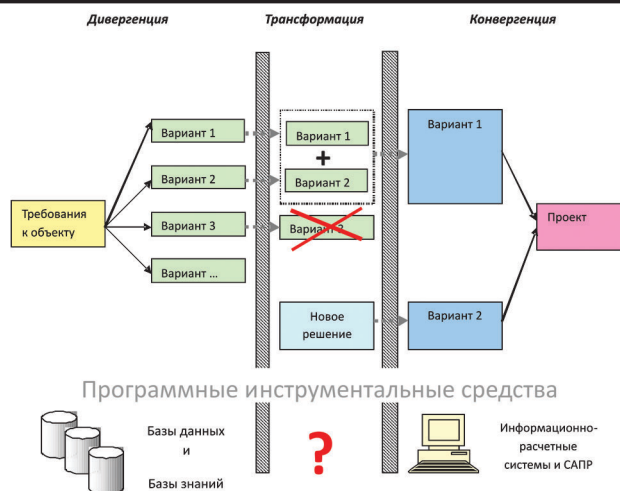 Дивергенция
Трансформация
Конвергенция
Вариант 1
Вариант 2
Вариант 3
Вариант ...
Требования
к объекту
Вариант 1
+
Вариант 2
Вариант 3
Новое
решение
Вариант 1
Вариант 2
Проект
Программные инструментальные средства
Базы данных
и
Базы знаний
?
Информационно-
расчетные
системы и САПР